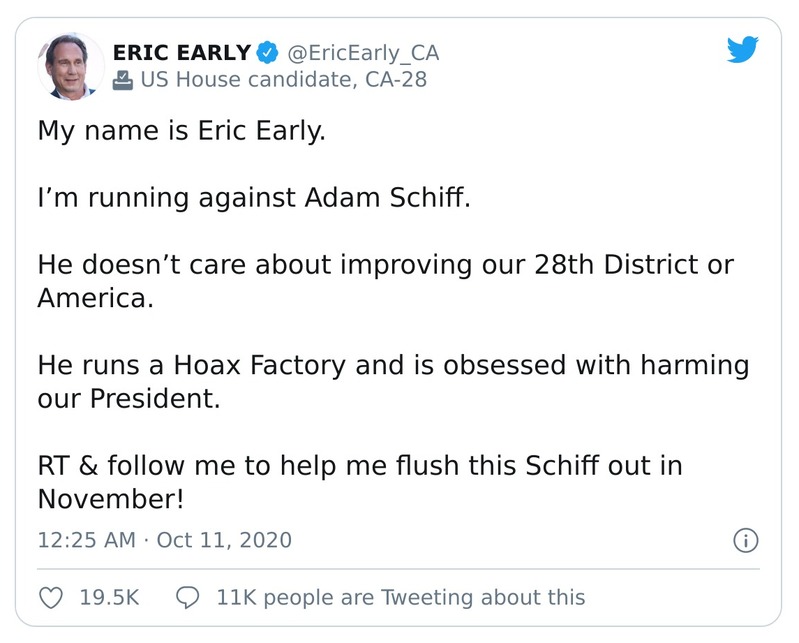 ERIC EARLY @EricEarly_CA
US House candidate, CA-28
My name is Eric Early.
I’m running against Adam Schiff.
He doesn’t care about improving our 28th District or
America.
He runs a Hoax Factory and is obsessed with harming
our President.
RT & follow me to help me flush this Schiff out in
November!
12:25 AM · Oct 11, 2020
19.5K 11K people are Tweeting about this